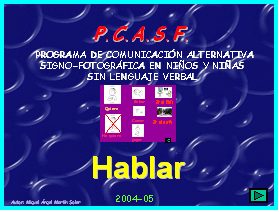 P.C.A.S.F.
PROGRAMA DE COMUNICACIÓN ALTERNATIVA
SIGNO-FOTOGRÁFICA EN NIÑOS Y NIÑAS
SIN LENGUAJE VERBAL
Hablar
2004-05
Autor: Miguel Ángel Martín Soler